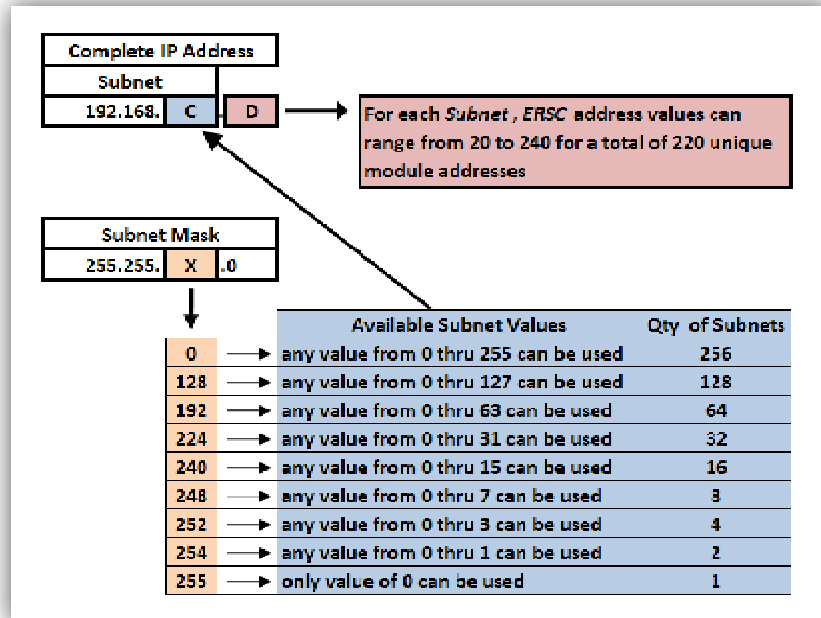 Complete IP Address
Subnet
192.168. C . D
For each Subnet, ERSC address values can
range from 20 to 240 for a total of 220 unique
module addresses
Subnet Mask
255.255. X .0
Available Subnet Values Qty of Subnets
0 any value from 0 thru 255 can be used 256
128 any value from 0 thru 127 can be used 128
192 any value from 0 thru 63 can be used 64
224 any value from 0 thru 31 can be used 32
240 any value from 0 thru 15 can be used 16
248 any value from 0 thru 7 can be used 8
252 any value from 0 thru 3 can be used 4
254 any value from 0 thru 1 can be used 2
255 only value of 0 can be used 1